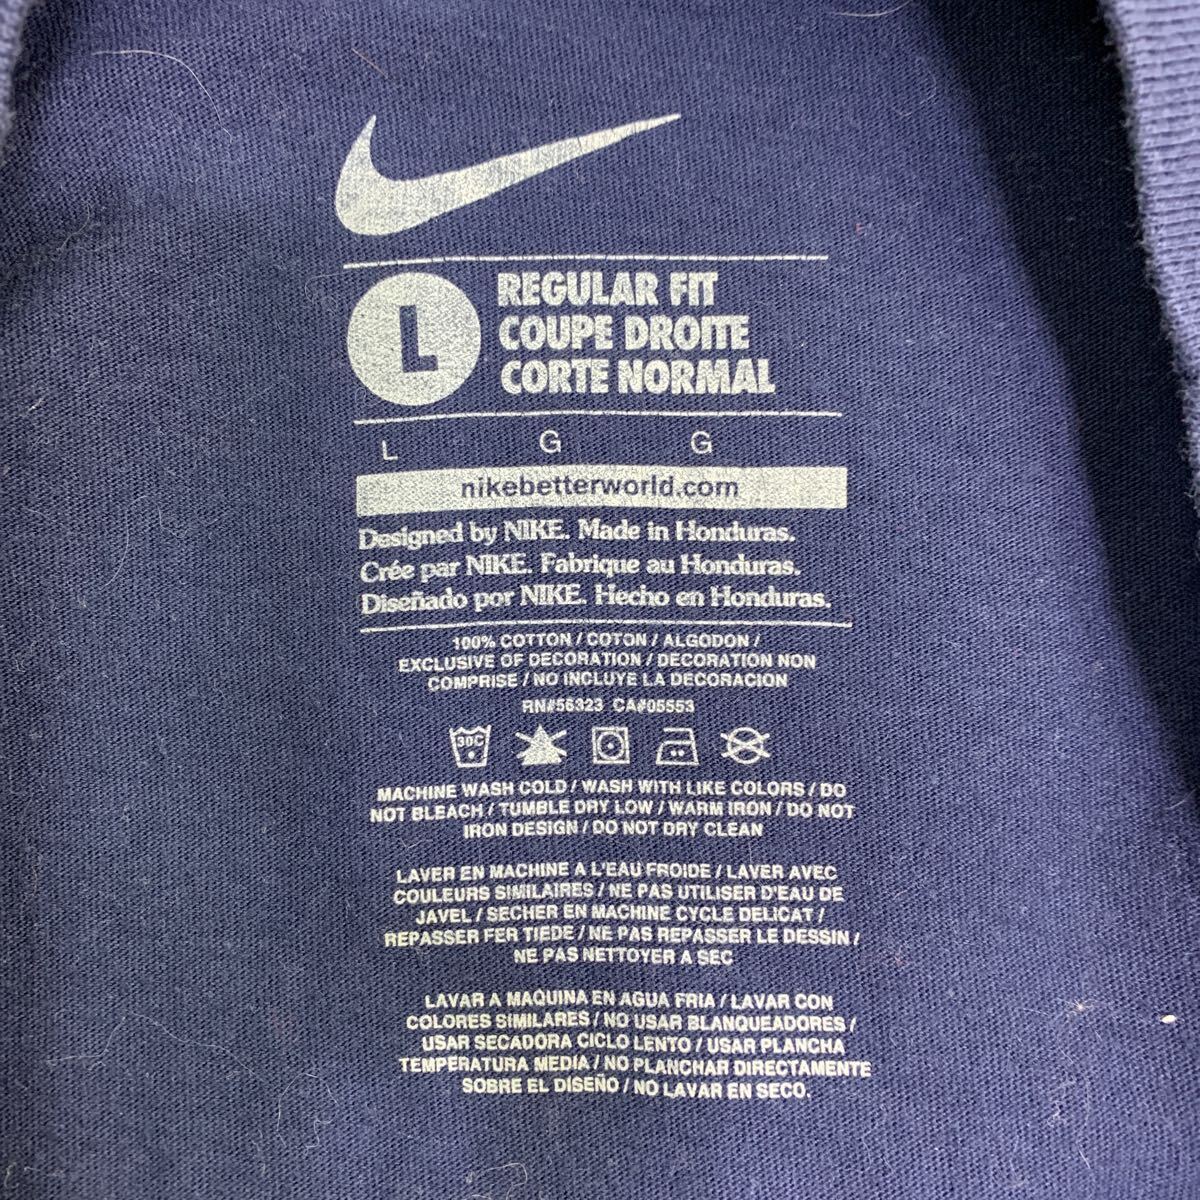 L
REGULAR FIT
COUPE DROITE
CORTE NORMAL
L G G
nikebetterworld.com
Designed by NIKE. Made in Honduras.
Crée par NIKE. Fabrique au Honduras.
Diseñado por NIKE. Hecho en Honduras.
100% COTTON / COTON / ALGODON /
EXCLUSIVE OF DECORATION / DECORATION NON
COMPRISE / NO INCLUYE LA DECORACION
RN#56323 CA#05553
30C
MACHINE WASH COLD / WASH WITH LIKE COLORS / DO
NOT BLEACH / TUMBLE DRY LOW / WARM IRON / DO NOT
IRON DESIGN / DO NOT DRY CLEAN
LAVER EN MACHINE A L'EAU FROIDE / LAVER AVEC
COULEURS SIMILAIRES / NE PAS UTILISER D'EAU DE
JAVEL / SECHER EN MACHINE CYCLE DELICAT /
REPASSER FER TIEDE / NE PAS REPASSER LE DESSIN /
NE PAS NETTOYER A SEC
LAVAR A MAQUINA EN AGUA FRIA / LAVAR CON
COLORES SIMILARES / NO USAR BLANQUEADORES /
USAR SECADORA CICLO LENTO / USAR PLANCHA
TEMPERATURA MEDIA / NO PLANCHAR DIRECTAMENTE
SOBRE EL DISEÑO / NO LAVAR EN SECO.